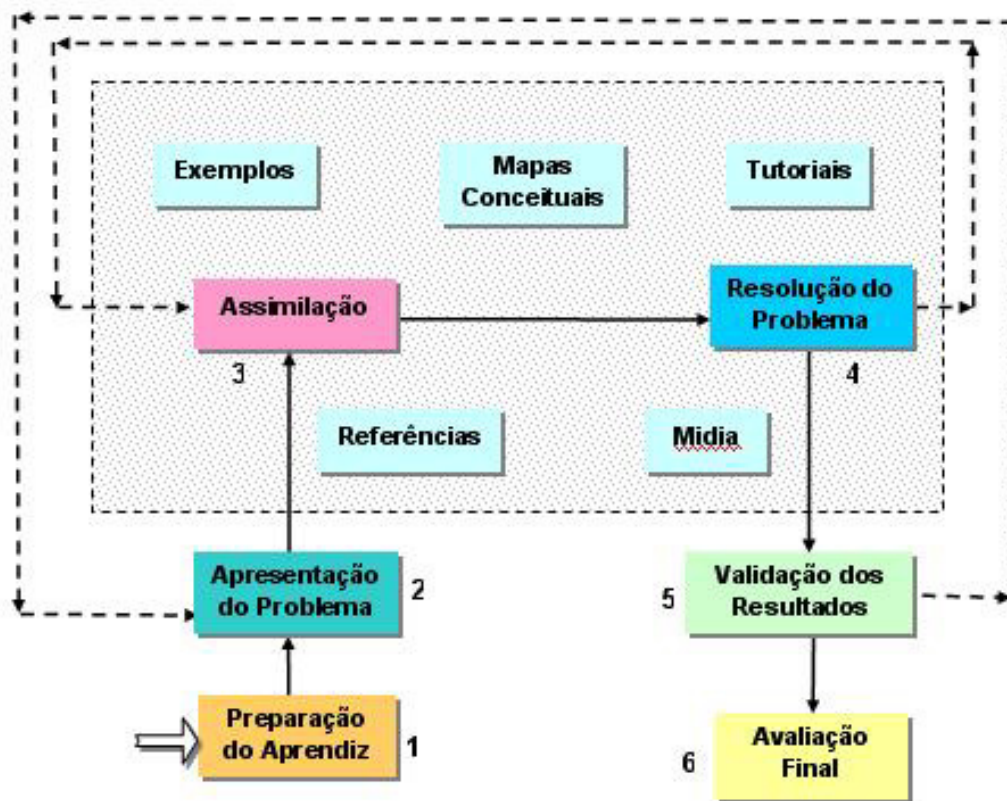 Exemplos
Mapas
Conceituais
Tutoriais
Assimilação
3
Resolução do
Problema
4
Referências
Midia
Apresentação
do Problema
2
5
Validação dos
Resultados
Preparação
do Aprendiz
1
6
Avaliação
Final